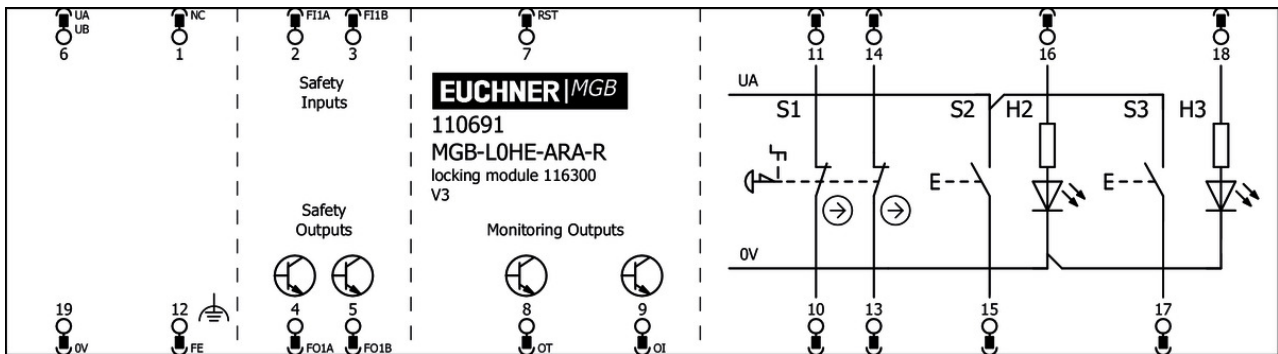 UA NC FI1A FI1B RST
UB
6 1 2 3 7 11 14 16 18
Safety
Inputs
EUCHNER|MGB
110691
MGB-L0HE-ARA-R
locking module 116300
V3
UA
S1 S2 H2 S3 H3
E E
Safety
Outputs
Monitoring Outputs
0V
19 12 4 5 8 9 10 13 15 17
0V FE FO1A FO1B OT OI